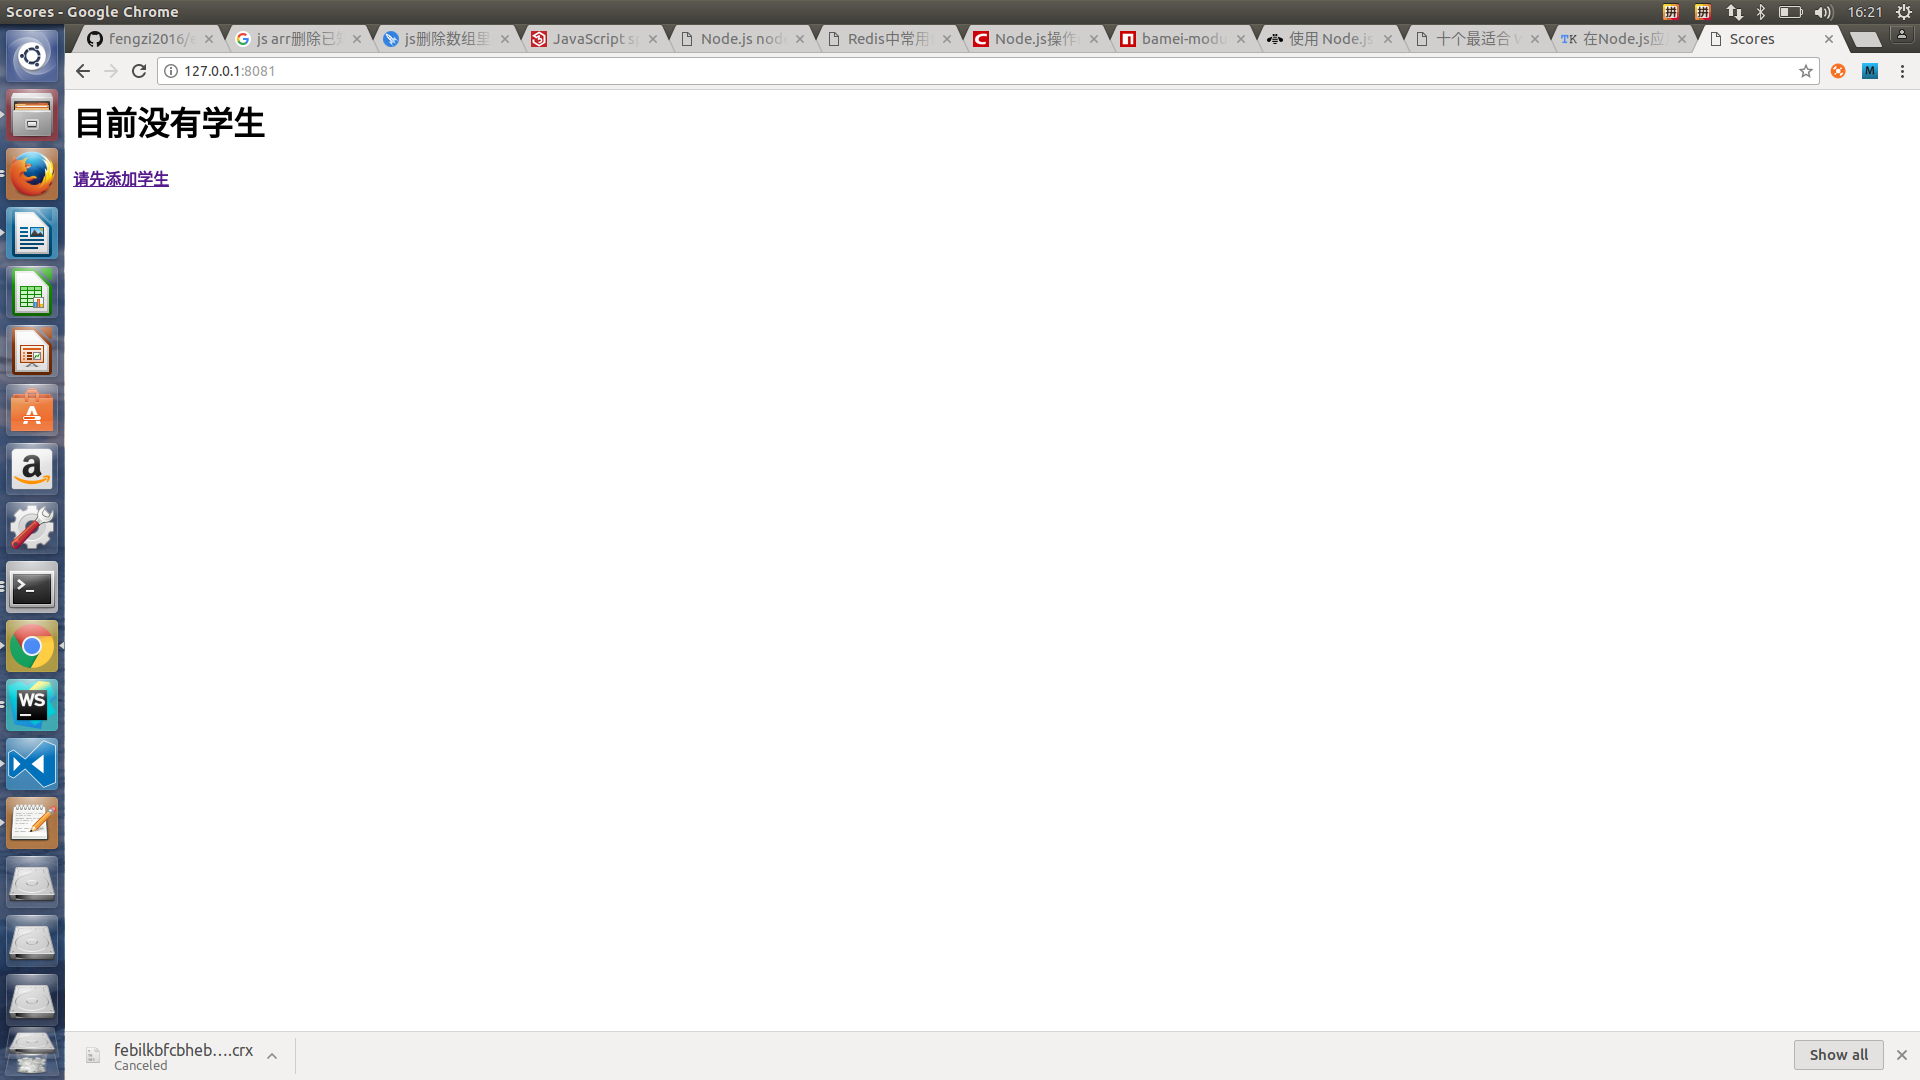 Scores - Google Chrome
16:21
fengzi2016/
js arr删除已
js删除数组里
JavaScript
Node.js
Redis中常用
Node.js操作
bamei-modu
使用 Node.js
十个最适合
在Node.js应
Scores
127.0.0.1:8081
目前没有学生
请先添加学生
febilkbfcbheb....crx
Canceled
Show all